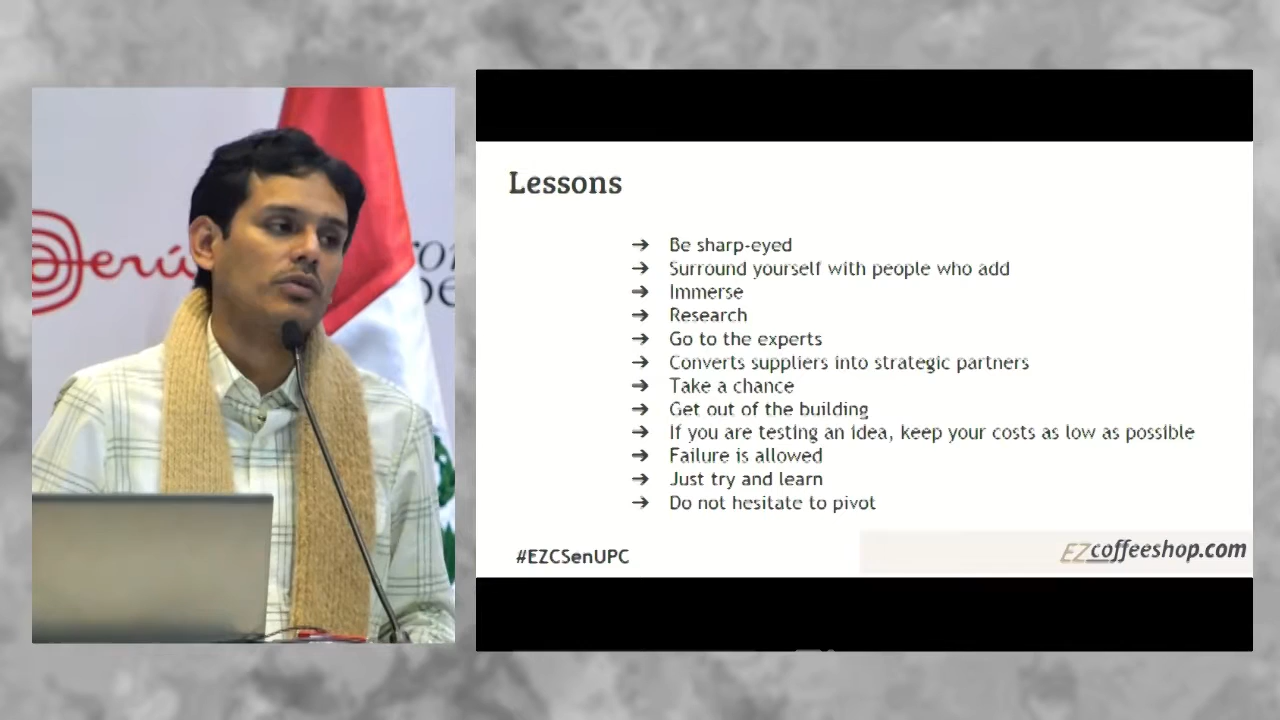 Perú
Lessons
➔ Be sharp-eyed
➔ Surround yourself with people who add
➔ Immerse
➔ Research
➔ Go to the experts
➔ Converts suppliers into strategic partners
➔ Take a chance
➔ Get out of the building
➔ If you are testing an idea, keep your costs as low as possible
➔ Failure is allowed
➔ Just try and learn
➔ Do not hesitate to pivot
#EZCSenUPC
EZcoffeeshop.com